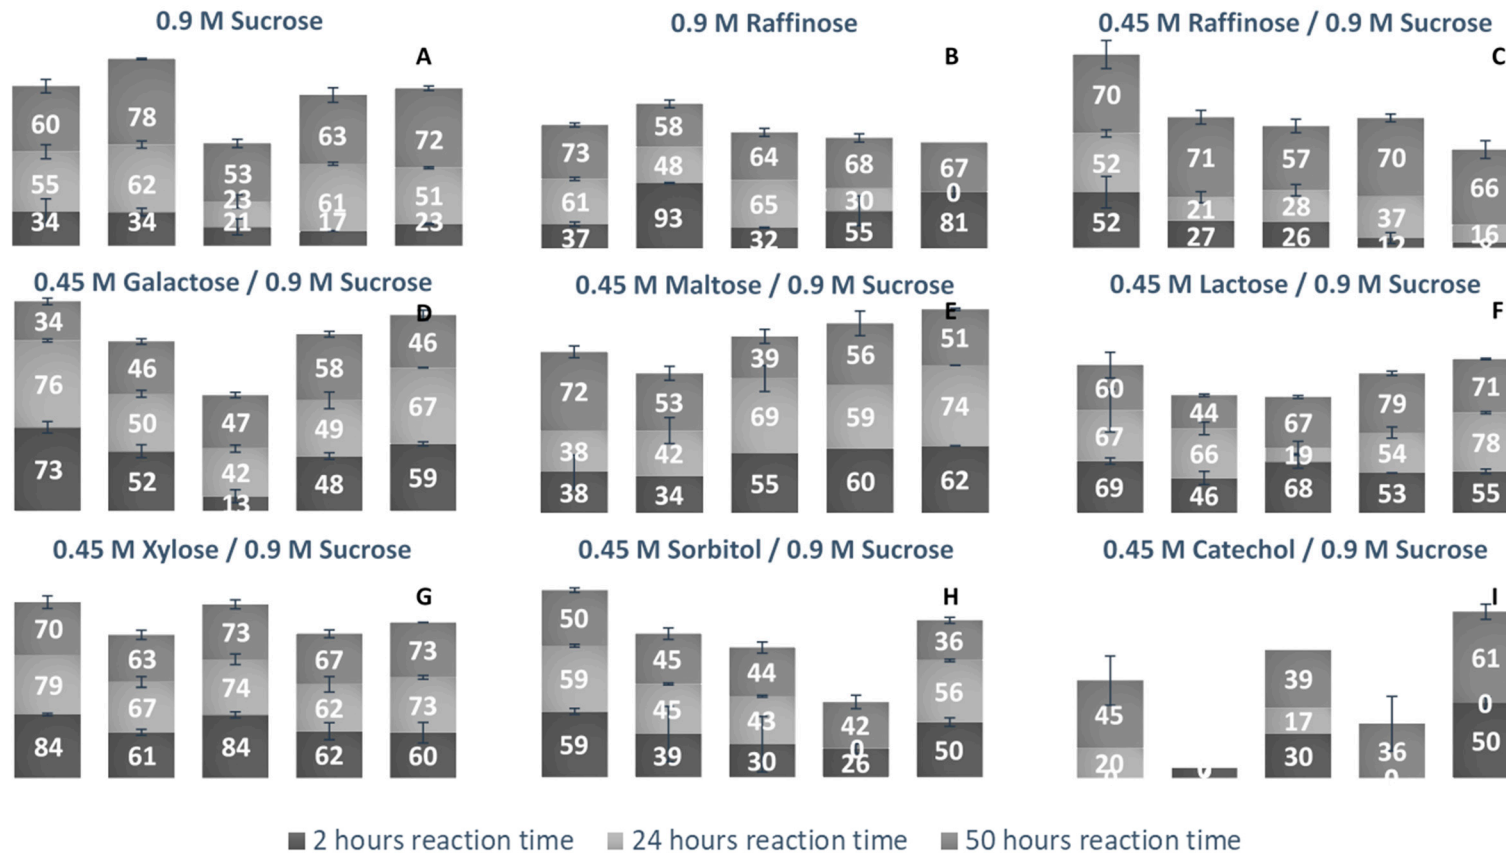 0.9 M Sucrose
A
60 78 53 63 72
55 62 23 61 51
34 34 21 17 23
0.9 M Raffinose
B
73 58 64 68 67
61 48 65 30 0
37 93 32 55 81
0.45 M Raffinose / 0.9 M Sucrose
C
70 71 57 70 66
52 21 28 37 16
52 27 26 12
0.45 M Galactose / 0.9 M Sucrose
D
34 46 47 58 46
76 50 42 49 67
73 52 13 48 59
0.45 M Maltose / 0.9 M Sucrose
E
72 53 39 56 51
38 42 69 59 74
38 34 55 60 62
0.45 M Lactose / 0.9 M Sucrose
F
60 44 67 79 71
67 66 19 54 78
69 46 68 53 55
0.45 M Xylose / 0.9 M Sucrose
G
70 63 73 67 73
79 67 74 62 73
84 61 84 62 60
0.45 M Sorbitol / 0.9 M Sucrose
H
50 45 44 42 36
59 45 43 0 56
59 39 30 26 50
0.45 M Catechol / 0.9 M Sucrose
I
45 39 36 61
20 17 0
0 0 30 0 50
2 hours reaction time
24 hours reaction time
50 hours reaction time